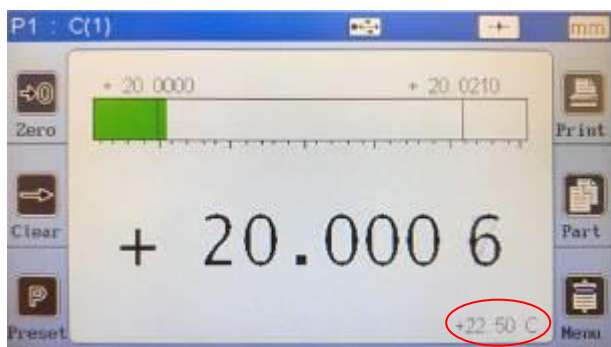 P1 : C(1) mm
+ 20.0000 + 20.0210
Zero Print
+ 20.000 6
Clear Part
+22.50 C
Preset Menu